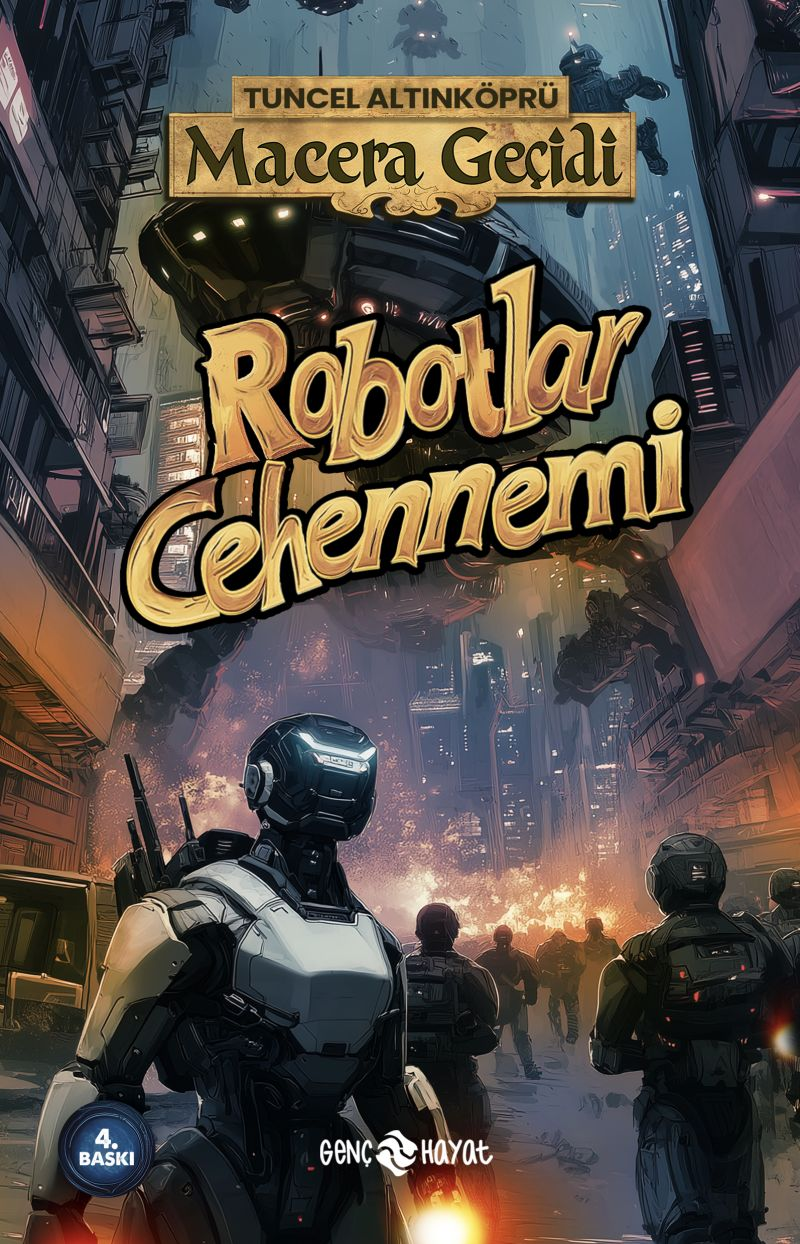 TUNCEL ALTINKÖPRÜ
Macera Geçidi
Robotlar
Cehennemi
4.
BASKI
GENÇ HAYAT